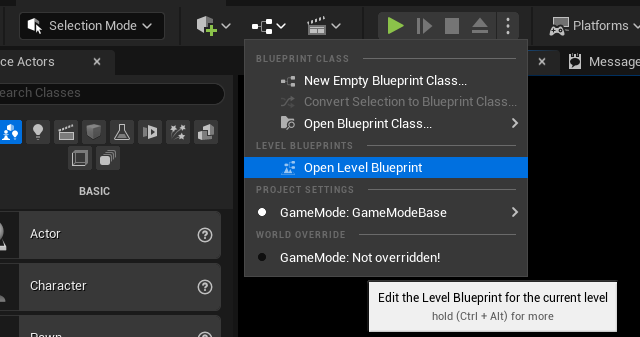 Selection Mode
Platforms
ce Actors
Message
earch Classes
BASIC
Actor
Character
Pawn
BLUEPRINT CLASS
New Empty Blueprint Class...
Convert Selection to Blueprint Class...
Open Blueprint Class...
LEVEL BLUEPRINTS
Open Level Blueprint
PROJECT SETTINGS
GameMode: GameModeBase
WORLD OVERRIDE
GameMode: Not overridden!
Edit the Level Blueprint for the current level
hold (Ctrl + Alt) for more